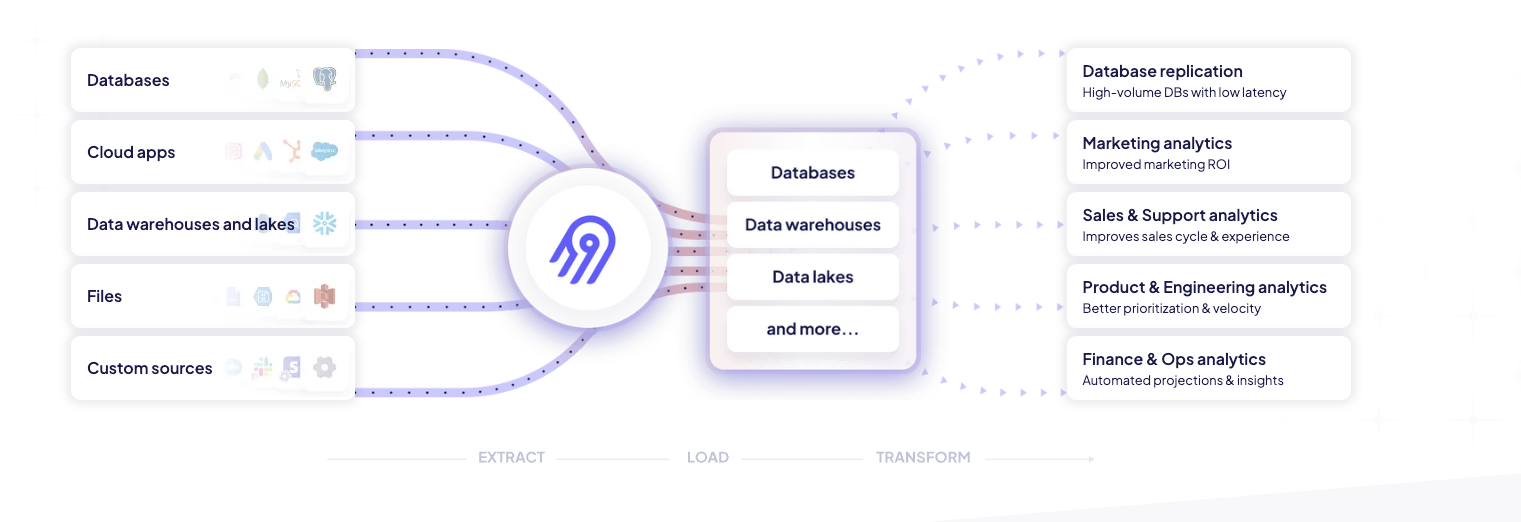 Databases
Cloud apps
Data warehouses and lakes
Files
Custom sources
Databases
Data warehouses
Data lakes
and more...
Database replication
High-volume DBs with low latency
Marketing analytics
Improved marketing ROI
Sales & Support analytics
Improves sales cycle & experience
Product & Engineering analytics
Better prioritization & velocity
Finance & Ops analytics
Automated projections & insights
EXTRACT
LOAD
TRANSFORM